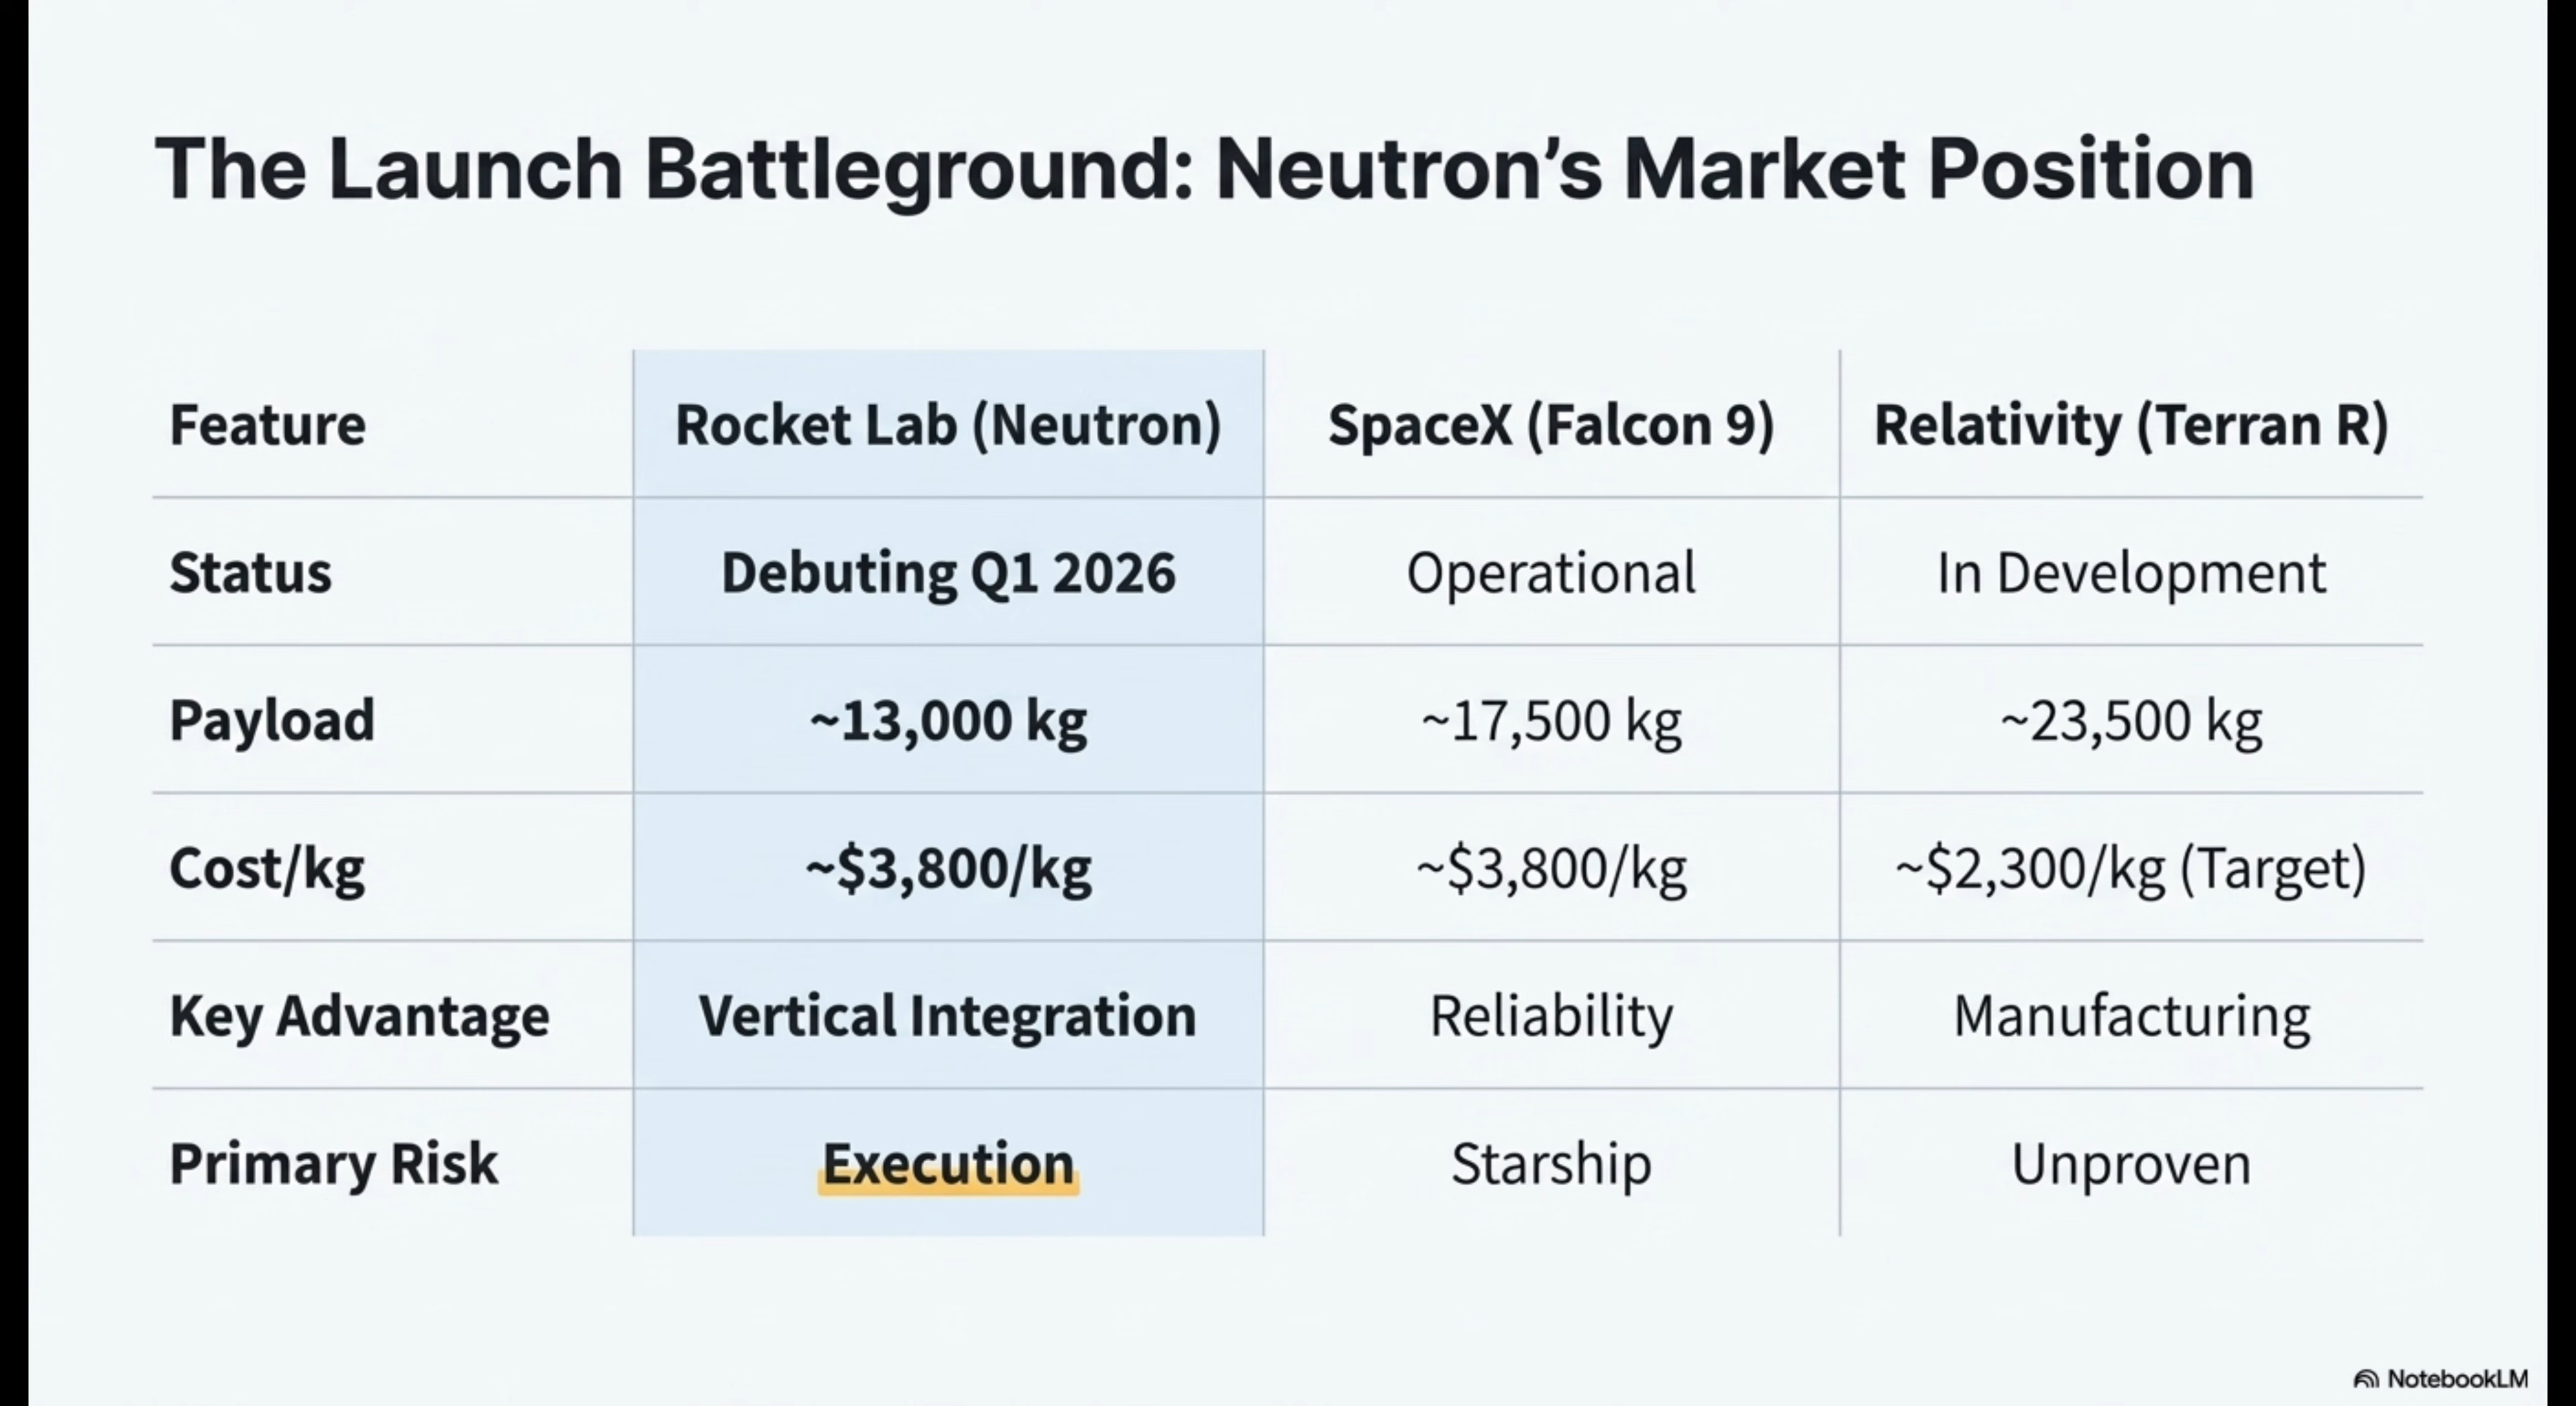 The Launch Battleground: Neutron’s Market Position
Feature Rocket Lab (Neutron) SpaceX (Falcon 9) Relativity (Terran R)
Status Debuting Q1 2026 Operational In Development
Payload ~13,000 kg ~17,500 kg ~23,500 kg
Cost/kg ~$3,800/kg ~$3,800/kg ~$2,300/kg (Target)
Key Advantage Vertical Integration Reliability Manufacturing
Primary Risk Execution Starship Unproven
NotebookLM